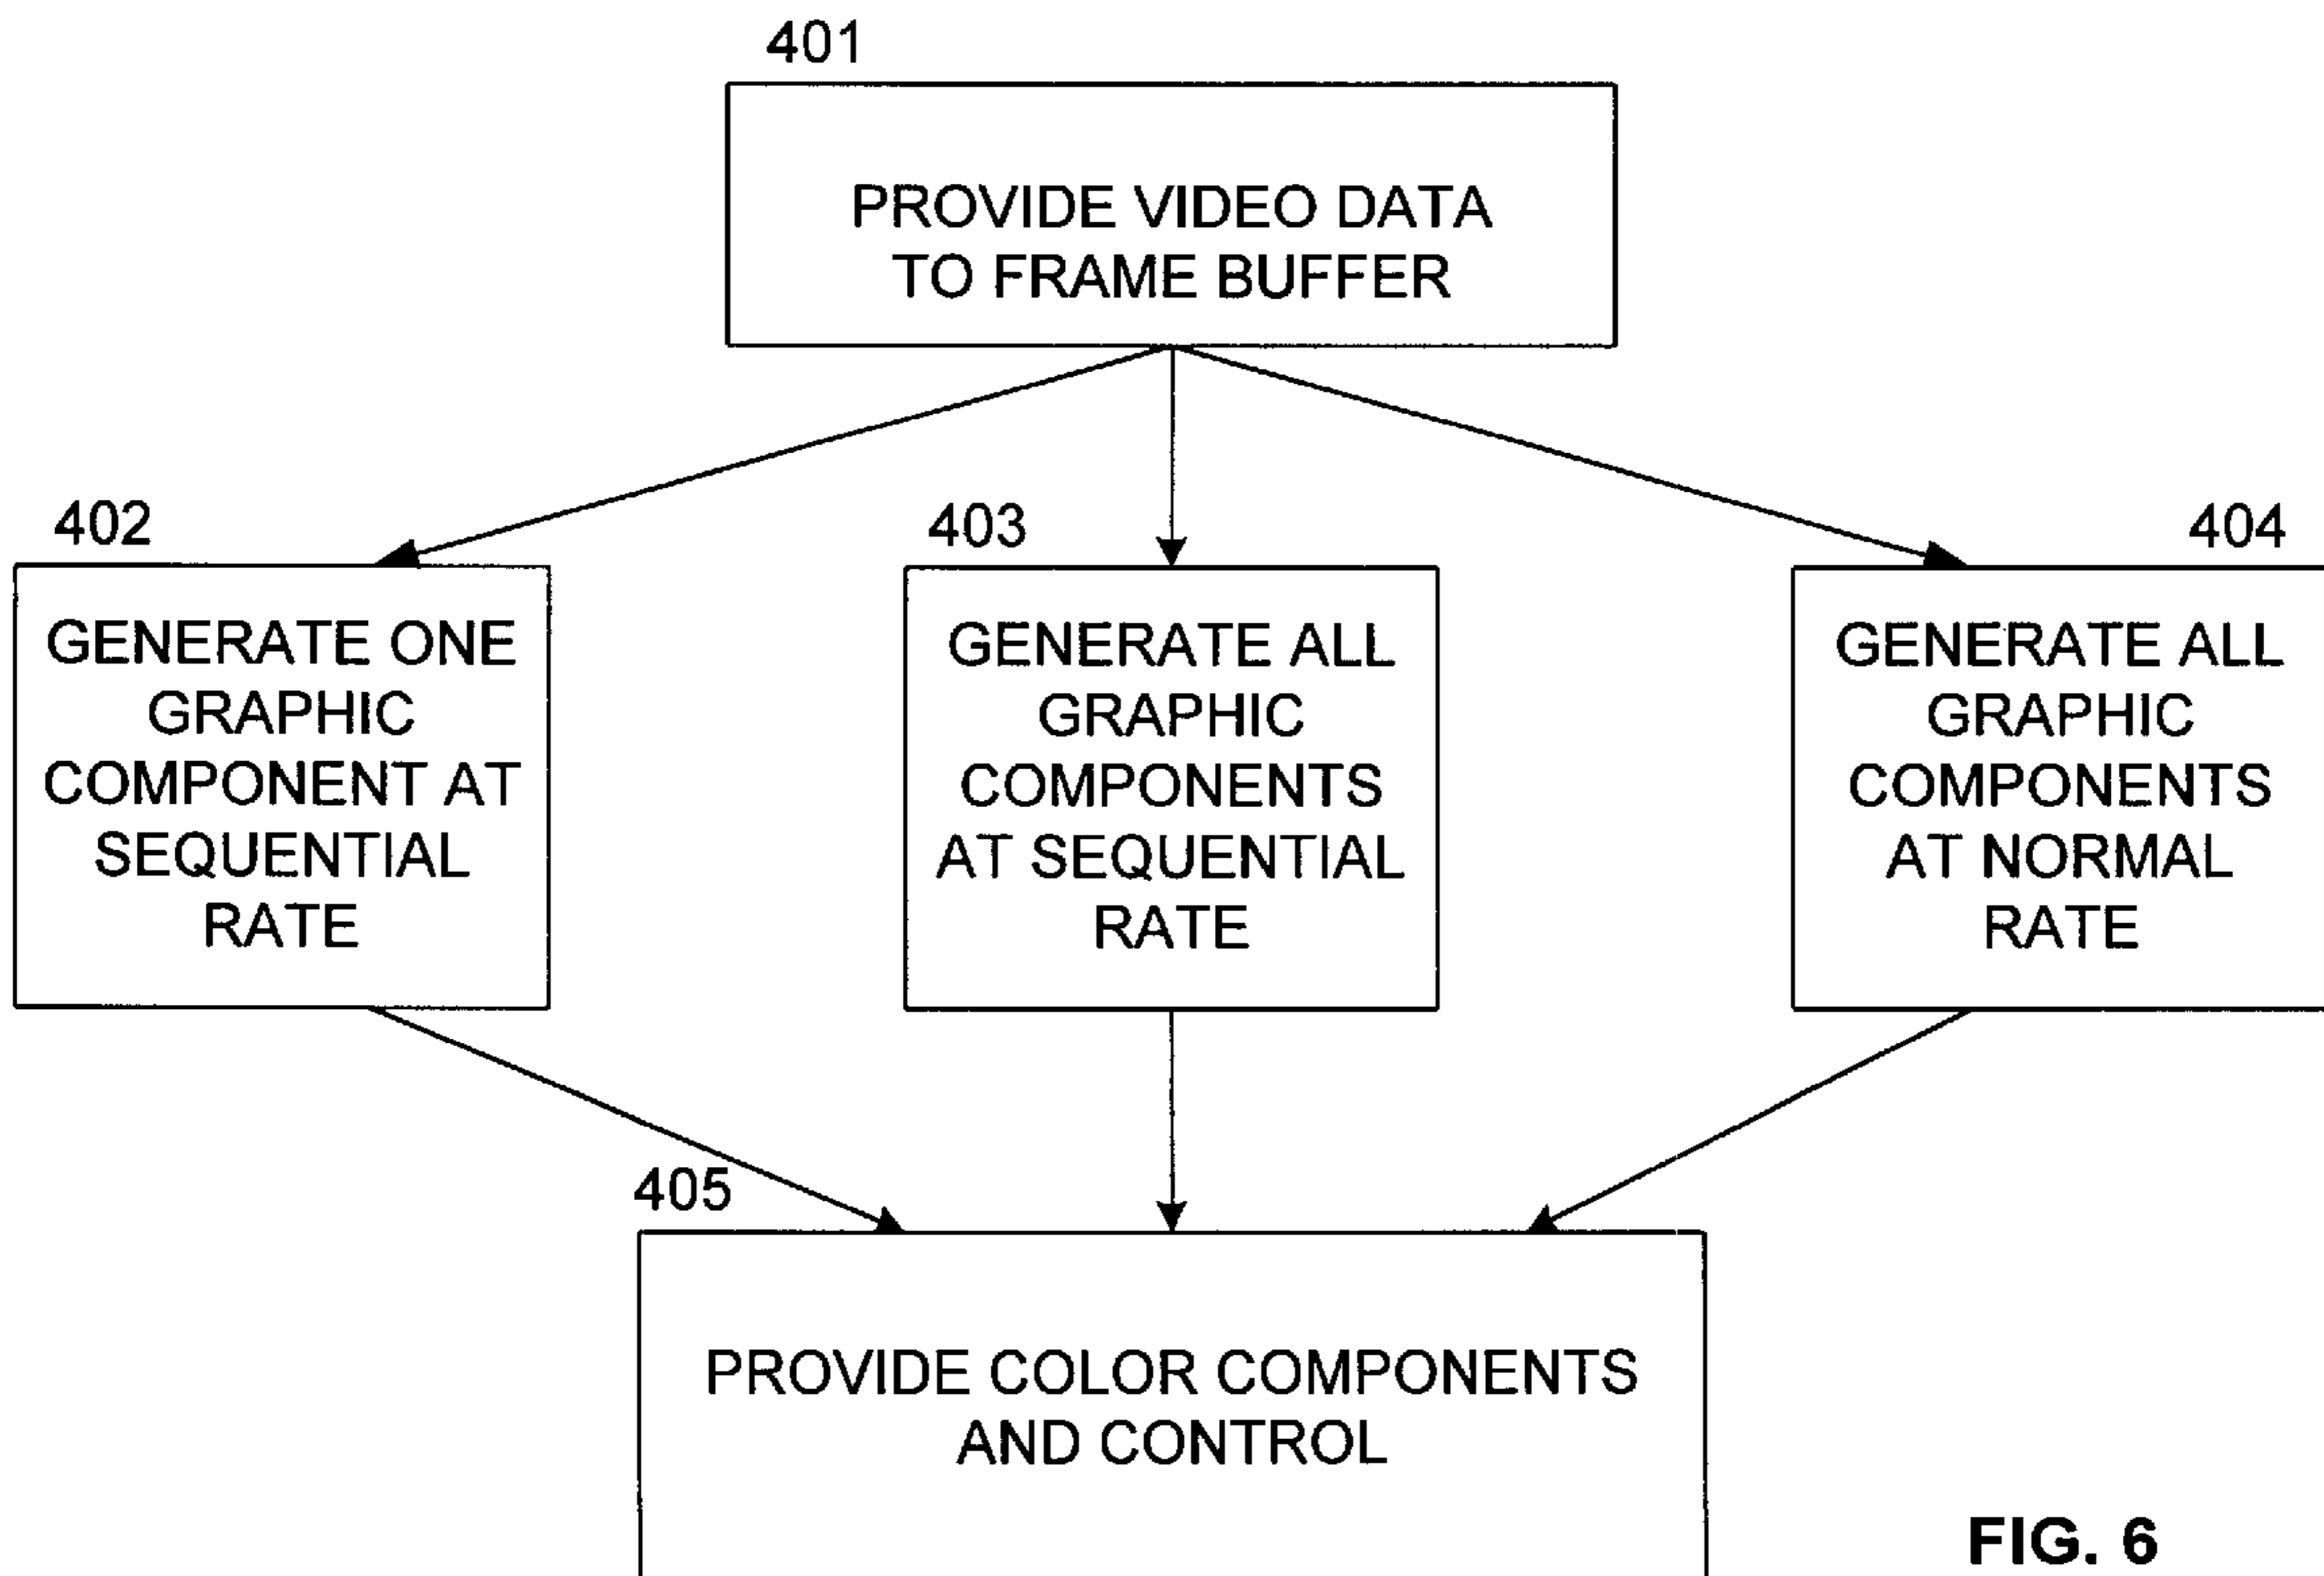 401
PROVIDE VIDEO DATA
TO FRAME BUFFER
402
GENERATE ONE
GRAPHIC
COMPONENT AT
SEQUENTIAL
RATE
403
GENERATE ALL
GRAPHIC
COMPONENTS
AT SEQUENTIAL
RATE
404
GENERATE ALL
GRAPHIC
COMPONENTS
AT NORMAL
RATE
405
PROVIDE COLOR COMPONENTS
AND CONTROL
FIG. 6